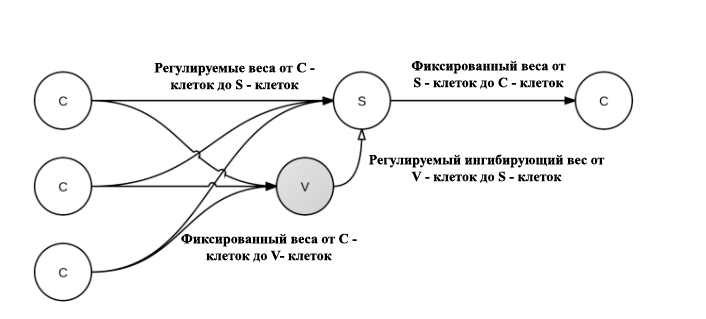 Регулируемые веса от С -
клеток до S - клеток
Фиксированный веса от
S - клеток до С - клеток
C
S
C
Регулируемый ингибирующий вес от
V - клеток до S - клеток
C
V
Фиксированный веса от С -
клеток до V- клеток
C